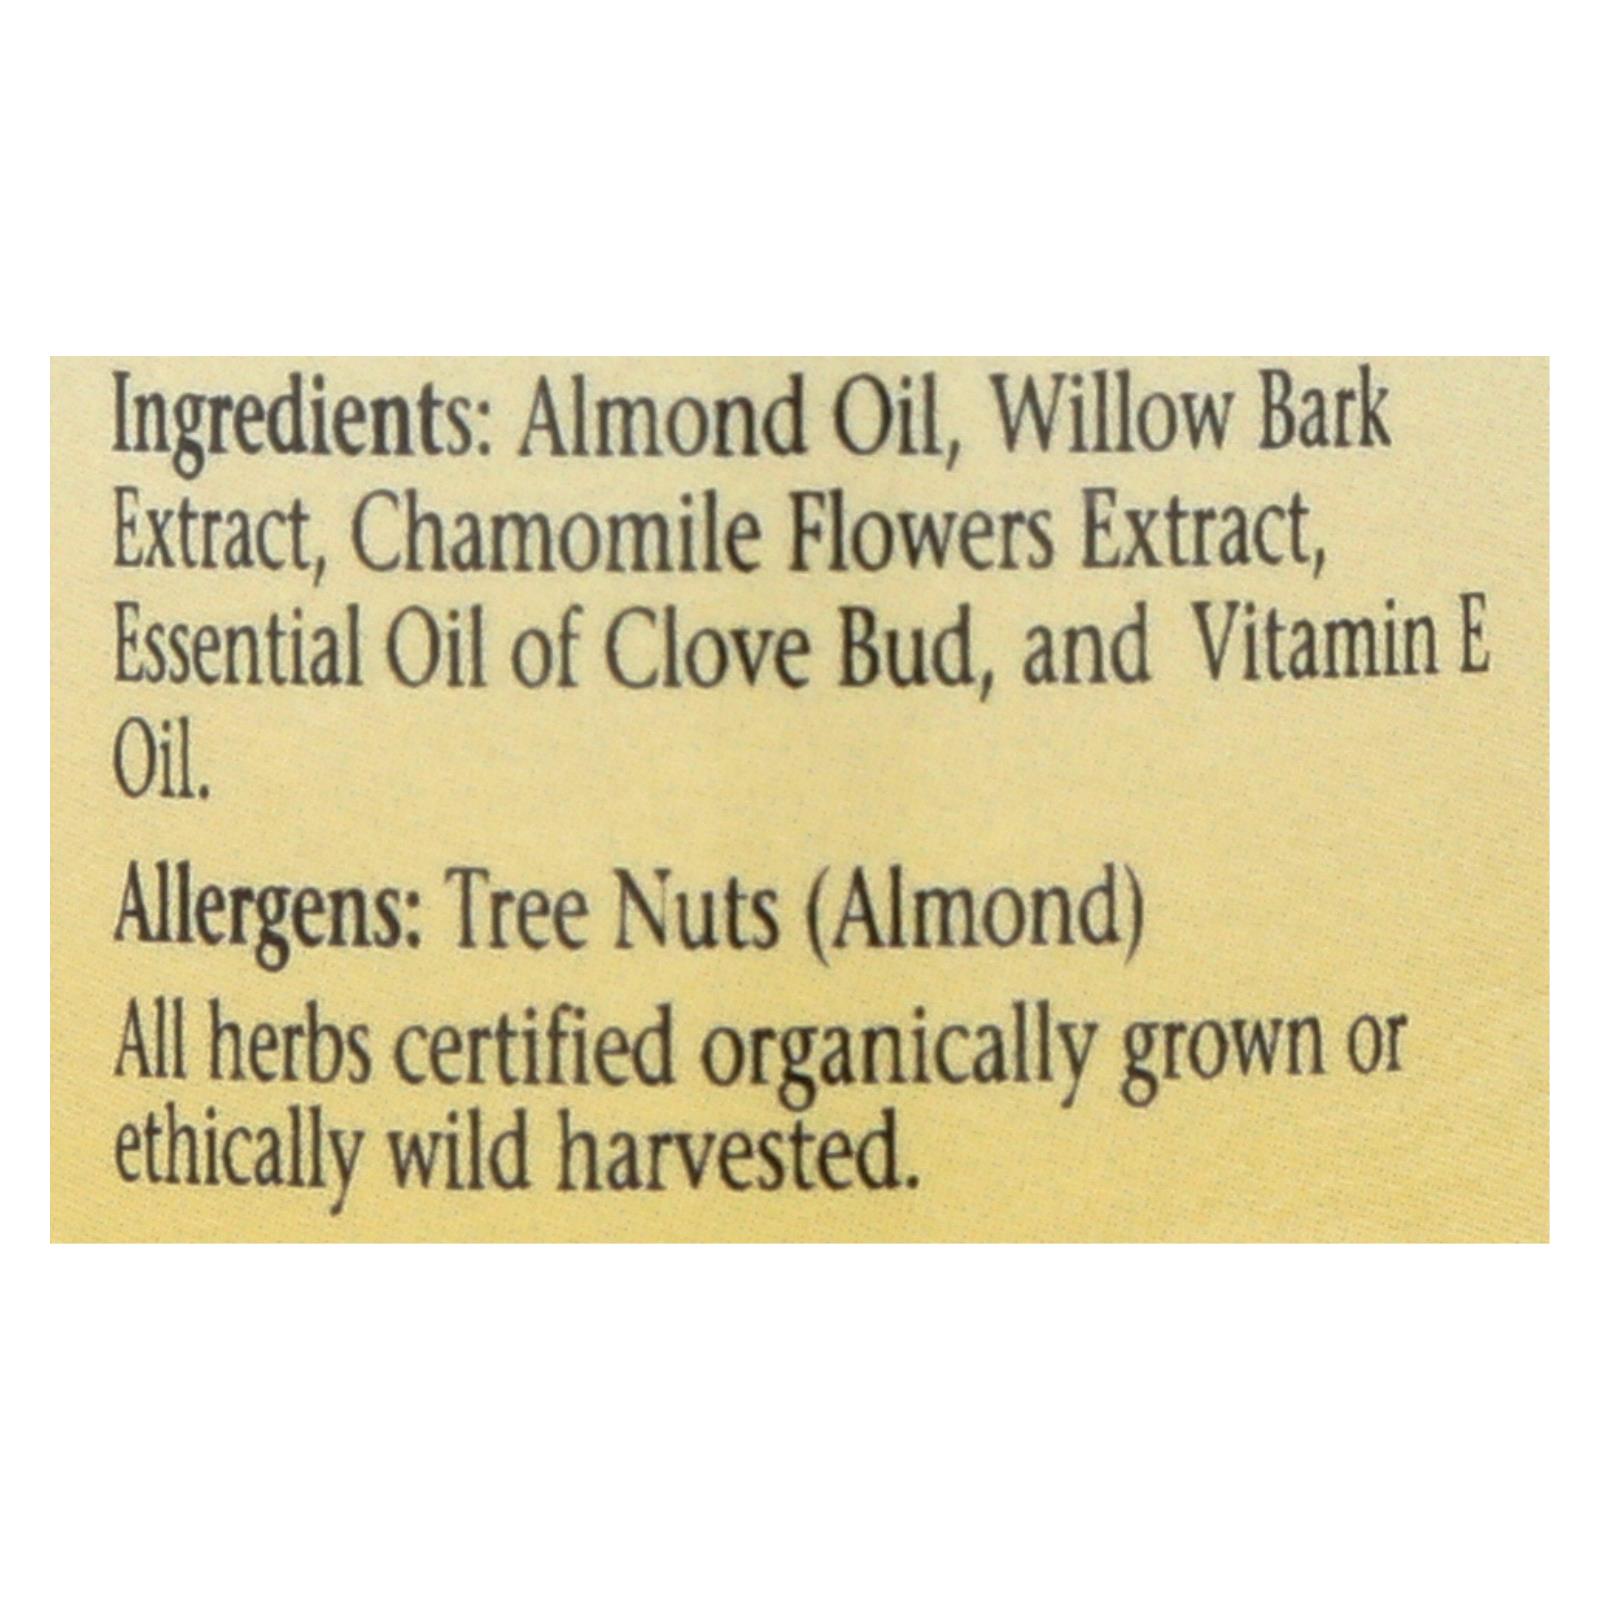 Ingredients: Almond Oil, Willow Bark
Extract, Chamomile Flowers Extract,
Essential Oil of Clove Bud, and Vitamin E
Oil.
Allergens: Tree Nuts (Almond)
All herbs certified organically grown or
ethically wild harvested.